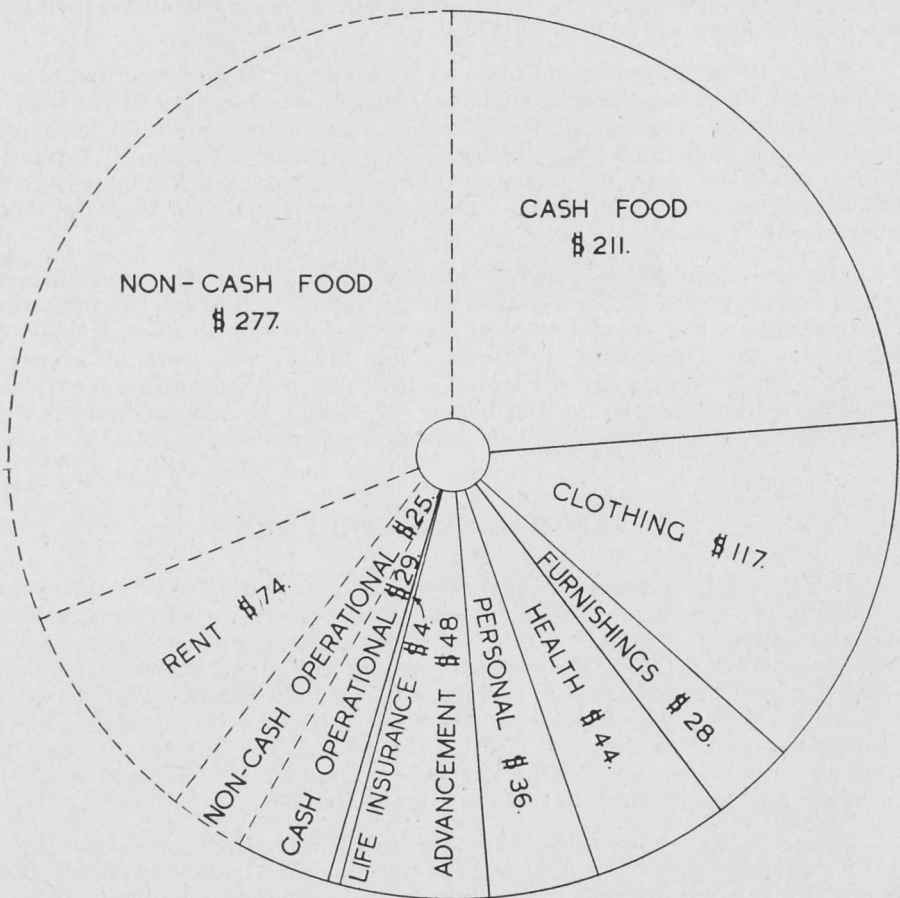 CASH FOOD
$ 211.
NON-CASH FOOD
$ 277.
CLOTHING $ 117.
FURNISHINGS $ 28.
HEALTH $ 44.
PERSONAL $ 36.
ADVANCEMENT $ 48
LIFE INSURANCE $ 4.
CASH OPERATIONAL $ 29.
NON-CASH OPERATIONAL $ 25.
RENT $ 74.